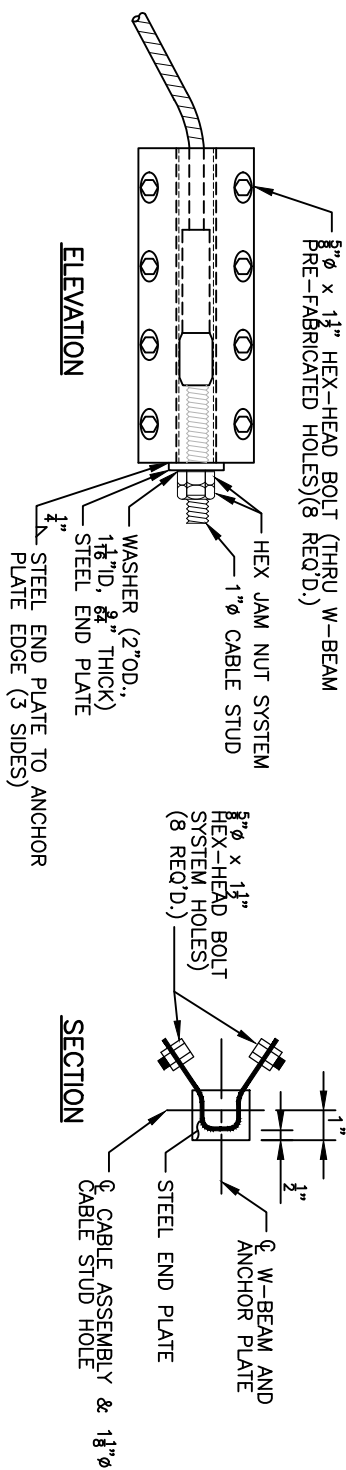 5/8"ø x 1 1/2" HEX-HEAD BOLT (THRU W-BEAM
PRE-FABRICATED HOLES)(8 REQ'D.)
HEX JAM NUT SYSTEM
1"ø CABLE STUD
WASHER (2"OD.,
1 1/16"ID, 9/64" THICK)
STEEL END PLATE
1/4"
STEEL END PLATE TO ANCHOR
PLATE EDGE (3 SIDES)
ELEVATION
5/8"ø x 1 1/2"
HEX-HEAD BOLT
SYSTEM HOLES)
(8 REQ'D.)
1"
1/2"
℄ W-BEAM AND
ANCHOR PLATE
STEEL END PLATE
℄ CABLE ASSEMBLY & 1 1/8"ø
CABLE STUD HOLE
SECTION